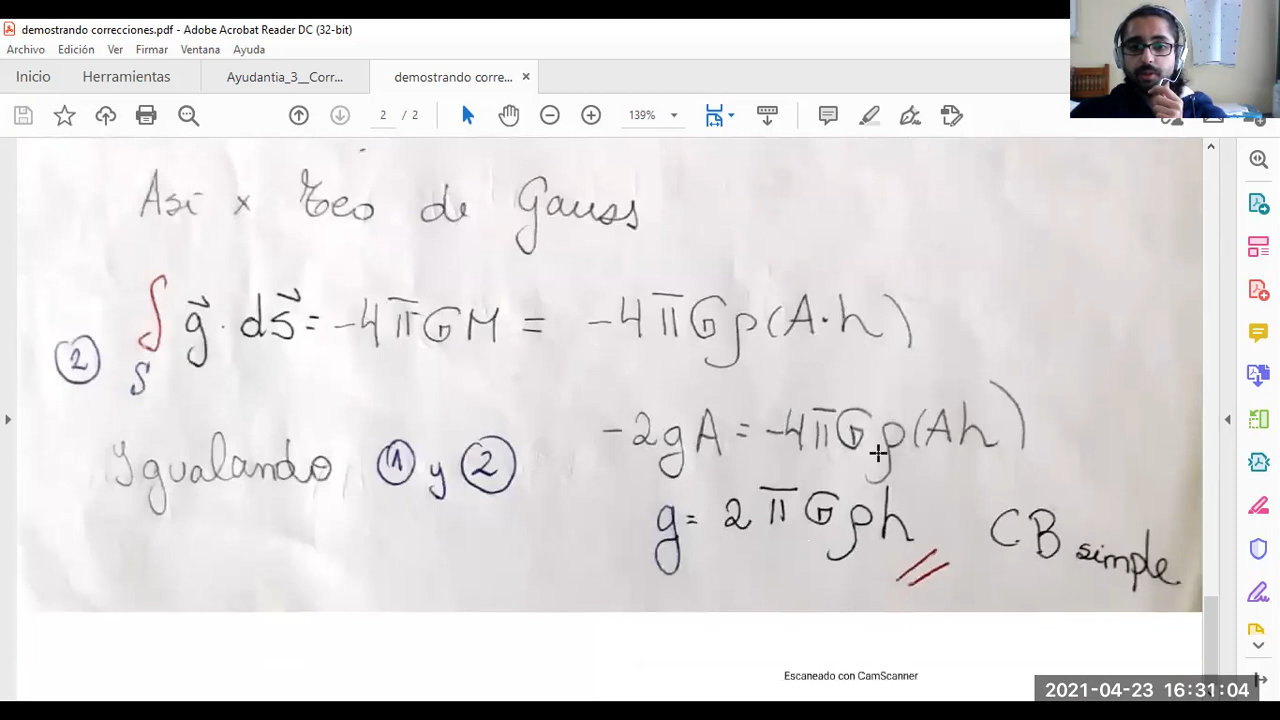 demostrando correcciones.pdf - Adobe Acrobat Reader DC (32-bit)
Archivo Edición Ver Firmar Ventana Ayuda
Inicio Herramientas Ayudantia_3__Corr... demostrando corre... ×
2 / 2 139%
Asi x teo de Gauss
② ∫_S g⃗ · ds⃗ = -4πGM = -4πGρ(A·h)
-2gA = -4πGρ(Ah)
Igualando ① y ②
g = 2πGρh // CB simple
Escaneado con CamScanner
2021-04-23 16:31:04